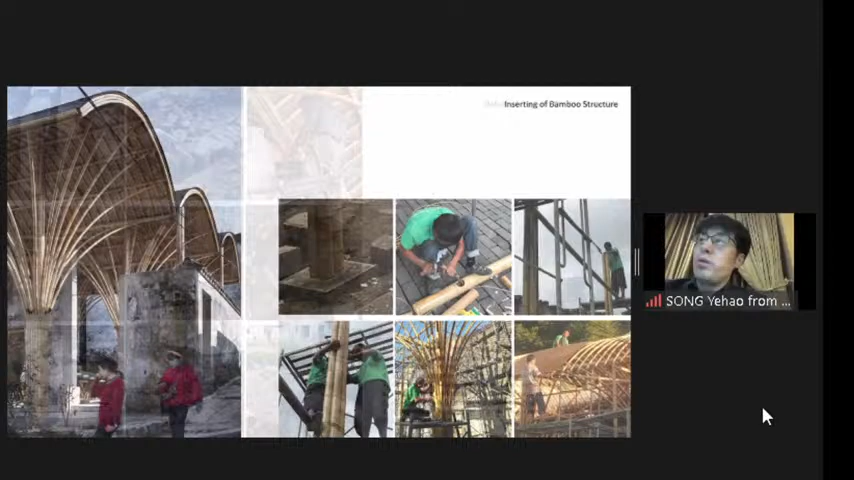 Inserting of Bamboo Structure
SONG Yehao from ...